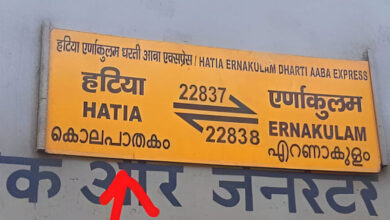 हटिया एर्णाकुलम धरती आबा एक्सप्रेस / HATIA ERNAKULAM DHARTI AABA EXPRESS
हटिया 22837 एर्णाकुलम
HATIA ERNAKULAM
കൊലപാതകം 22838 എറണാകുളം
और जनरेटर